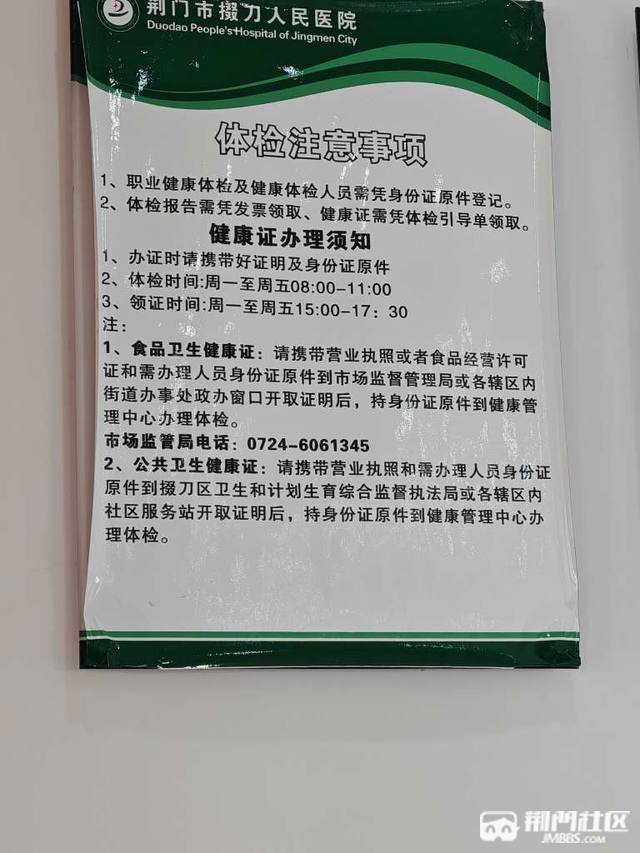 荆门市掇刀人民医院
Duodao People's Hospital of Jingmen City
体检注意事项
1、职业健康体检及健康体检人员需凭身份证原件登记。
2、体检报告需凭发票领取、健康证需凭体检引导单领取。
健康证办理须知
1、办证时请携带好证明及身份证原件
2、体检时间:周一至周五08:00-11:00
3、领证时间:周一至周五15:00-17：30
注：
1、食品卫生健康证：请携带营业执照或者食品经营许可
证和需办理人员身份证原件到市场监督管理局或各辖区内
街道办事处政办窗口开取证明后，持身份证原件到健康管
理中心办理体检。
市场监管局电话：0724-6061345
2、公共卫生健康证：请携带营业执照和需办理人员身份证
原件到掇刀区卫生和计划生育综合监督执法局或各辖区内
社区服务站开取证明后，持身份证原件到健康管理中心办
理体检。
荆門社区
JMBBS.COM